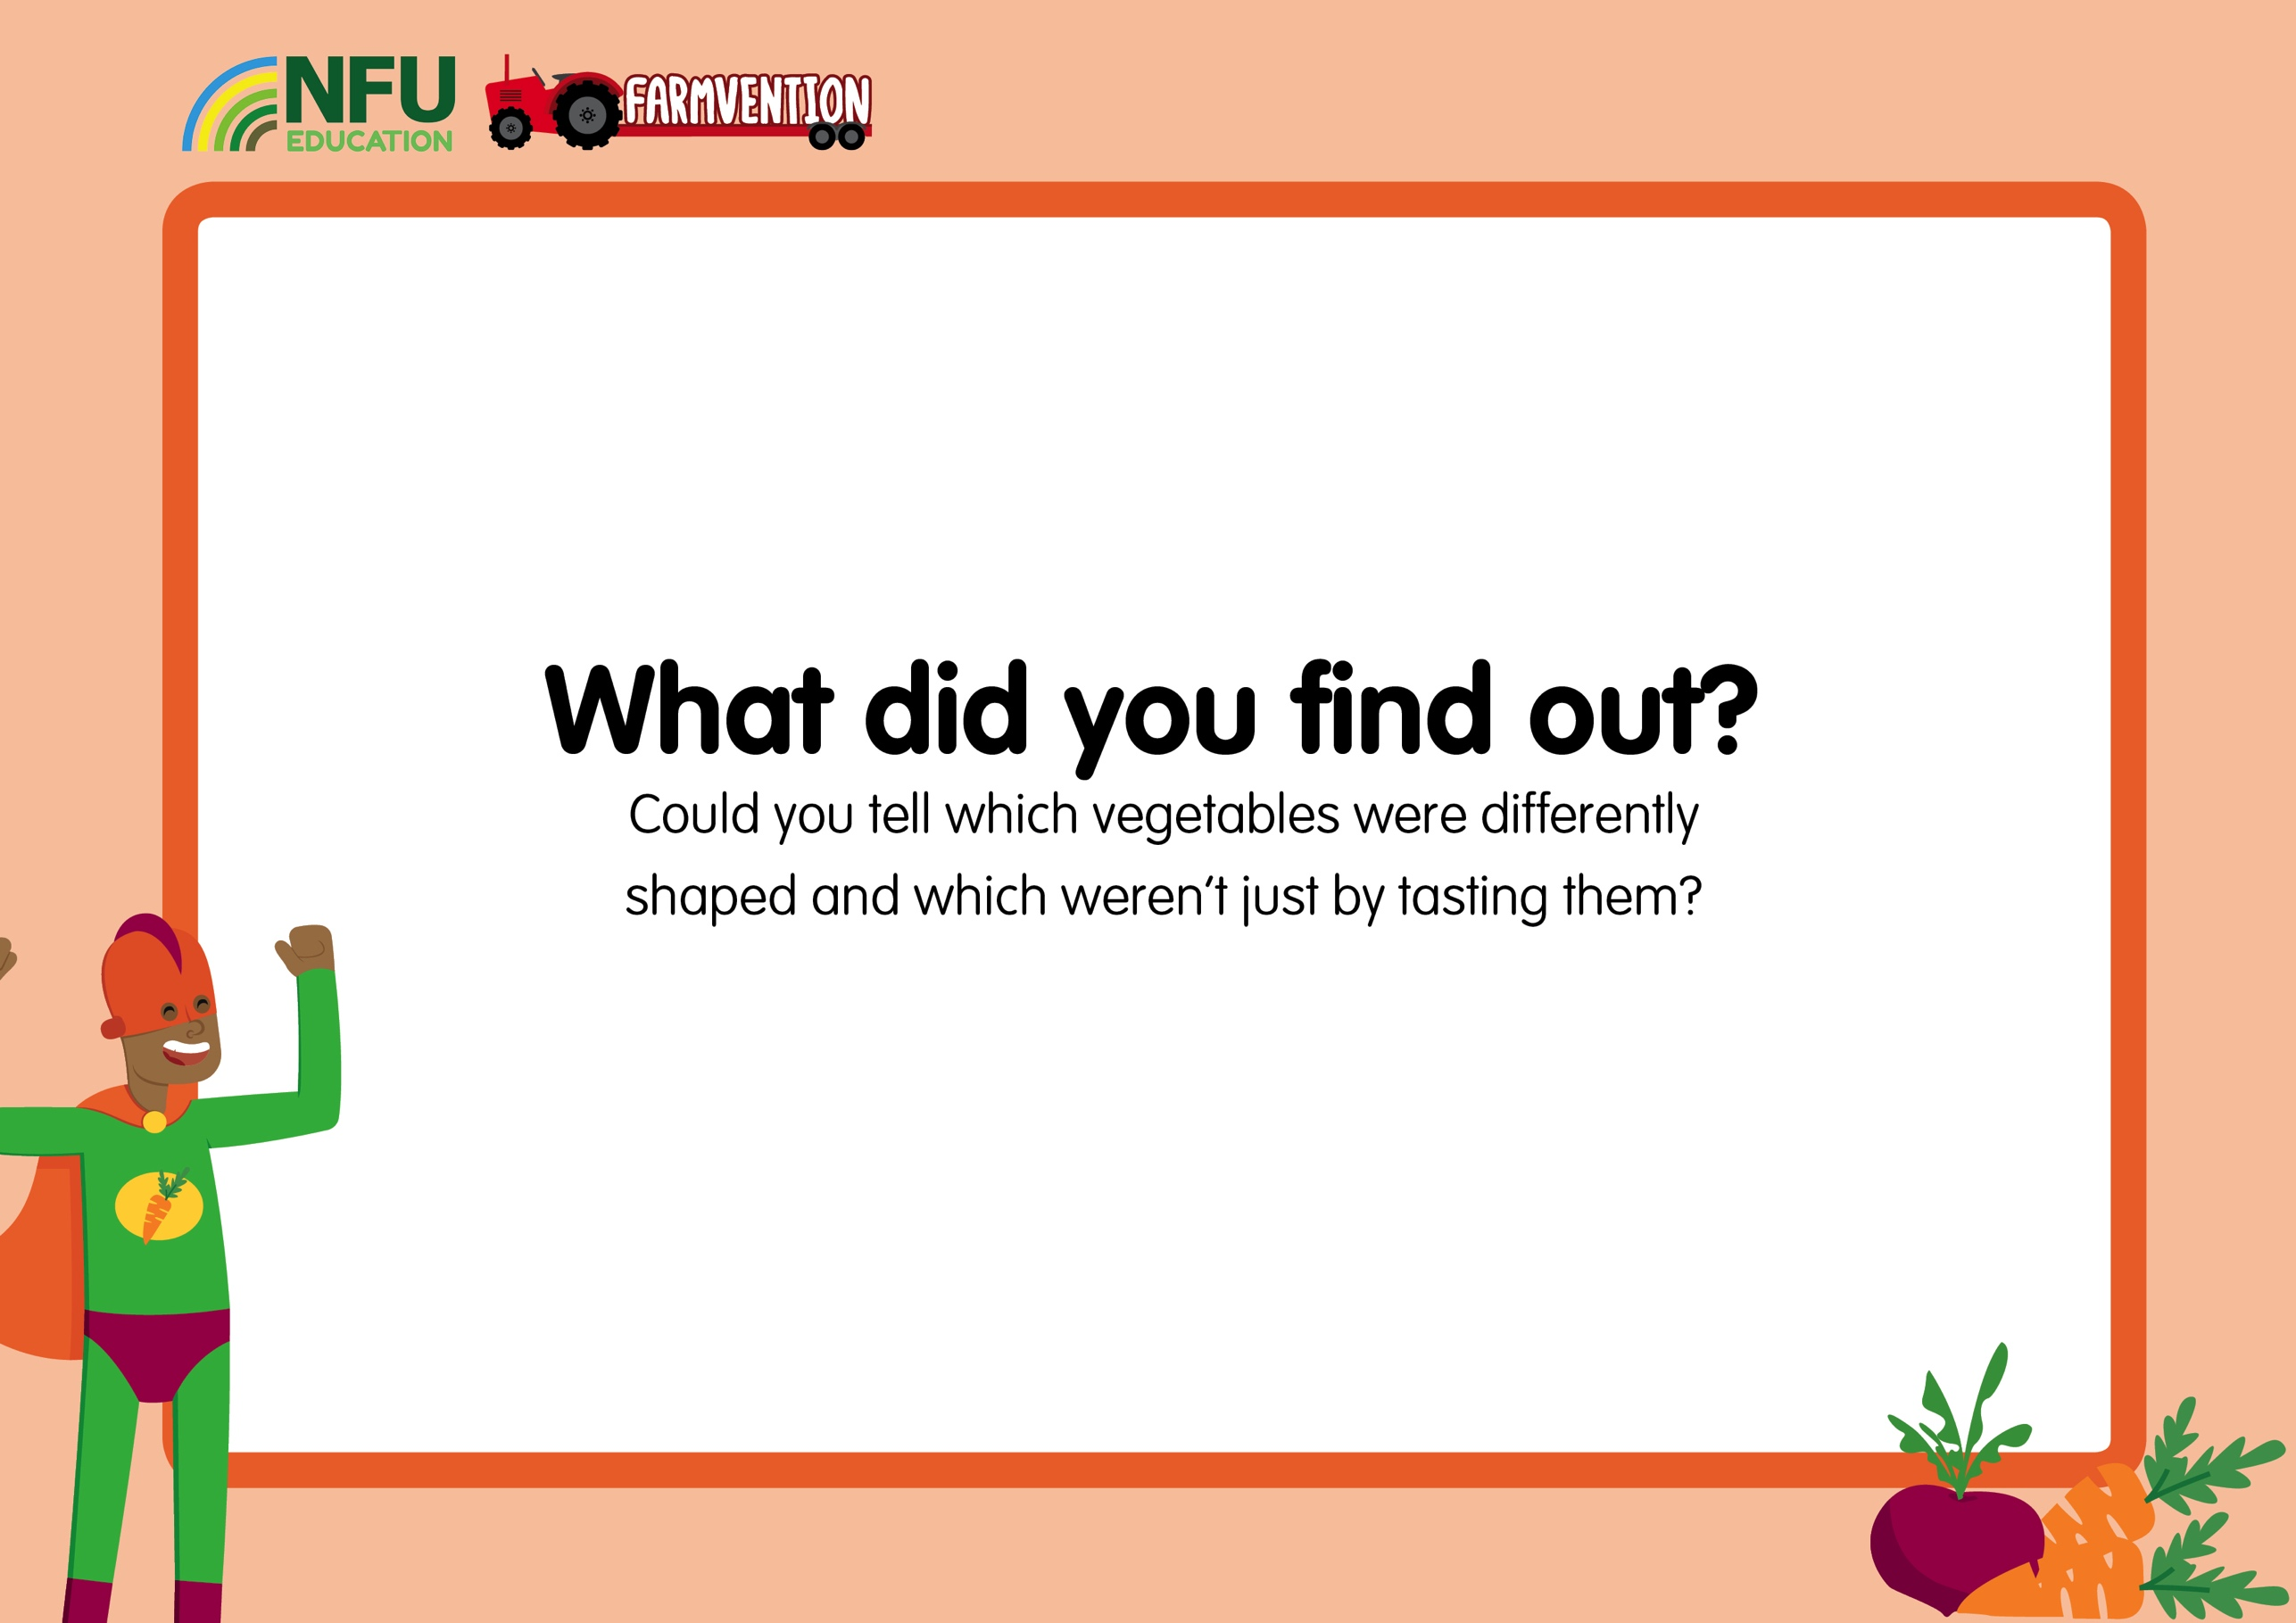 NFU
EDUCATION
FARMVENTION
What did you find out?
Could you tell which vegetables were differently
shaped and which weren’t just by tasting them?